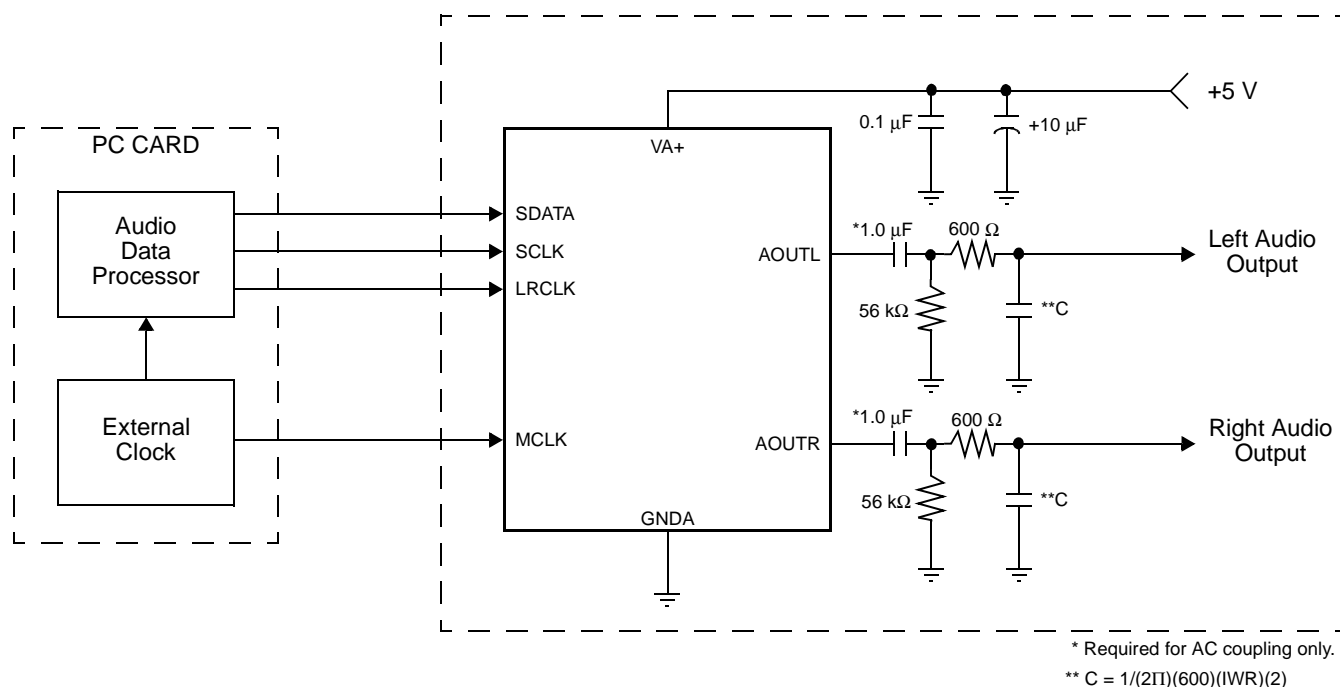 +5 V
0.1 µF
+10 µF
PC CARD
VA+
Audio
Data
Processor
SDATA
SCLK
LRCLK
*1.0 µF
600 Ω
AOUTL
Left Audio
Output
56 kΩ
**C
External
Clock
MCLK
*1.0 µF
600 Ω
AOUTR
Right Audio
Output
56 kΩ
**C
GNDA
* Required for AC coupling only.
** C = 1/(2Π)(600)(IWR)(2)